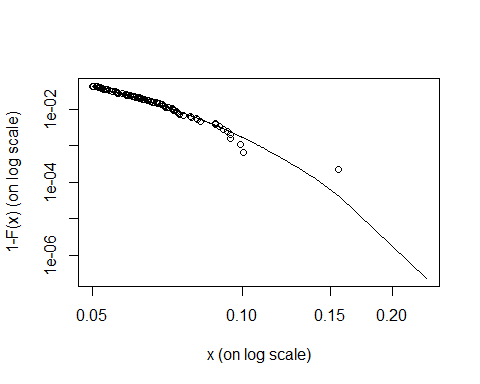 1-F(x) (on log scale)
1e-02
1e-04
1e-06
0.05
0.10
0.15
0.20
x (on log scale)